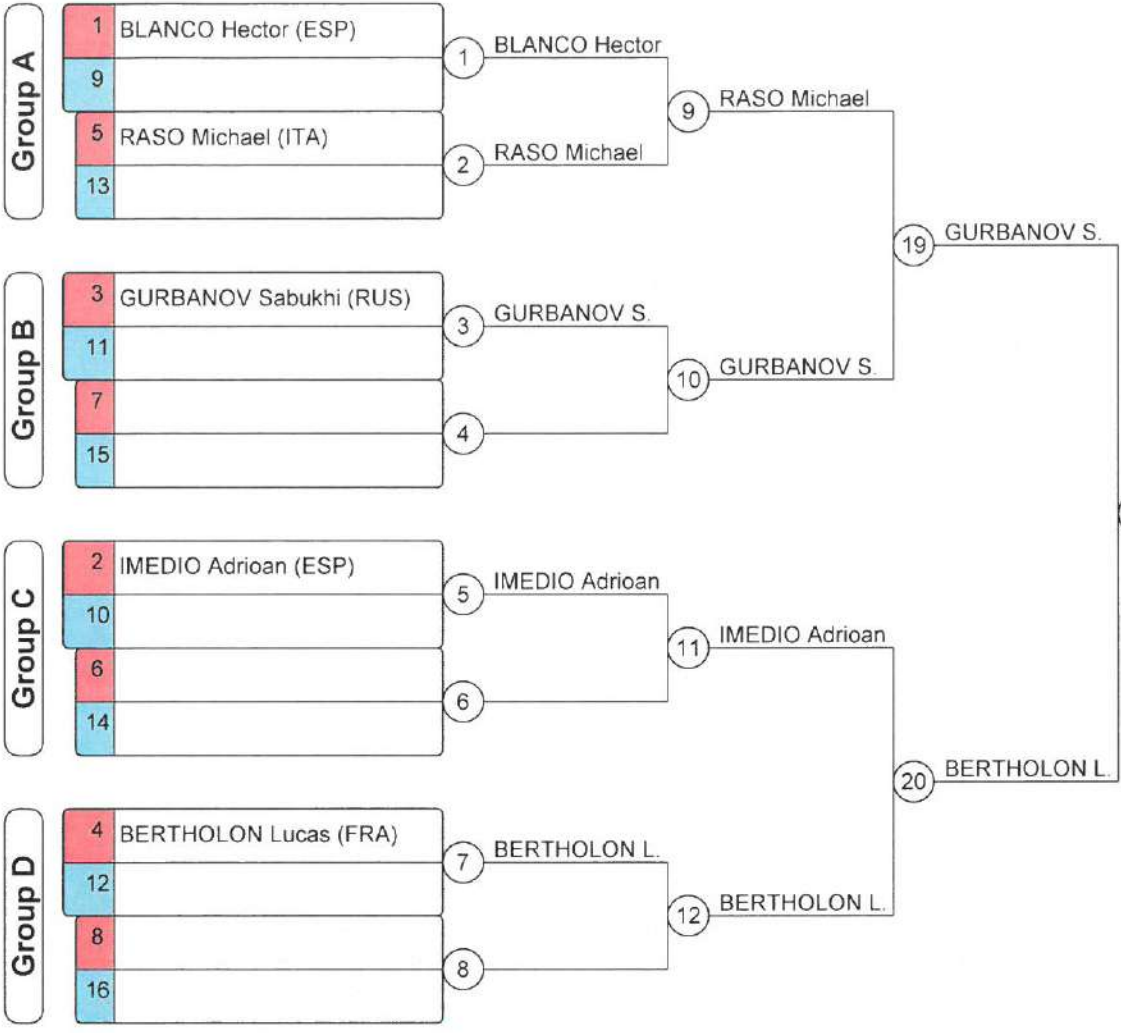 Group A
1 BLANCO Hector (ESP)
9
5 RASO Michael (ITA)
13
1 BLANCO Hector
2 RASO Michael
9 RASO Michael
Group B
3 GURBANOV Sabukhi (RUS)
11
7
15
3 GURBANOV S.
4
10 GURBANOV S.
19 GURBANOV S.
Group C
2 IMEDIO Adrioan (ESP)
10
6
14
5 IMEDIO Adrioan
6
11 IMEDIO Adrioan
Group D
4 BERTHOLON Lucas (FRA)
12
8
16
7 BERTHOLON L.
8
12 BERTHOLON L.
20 BERTHOLON L.